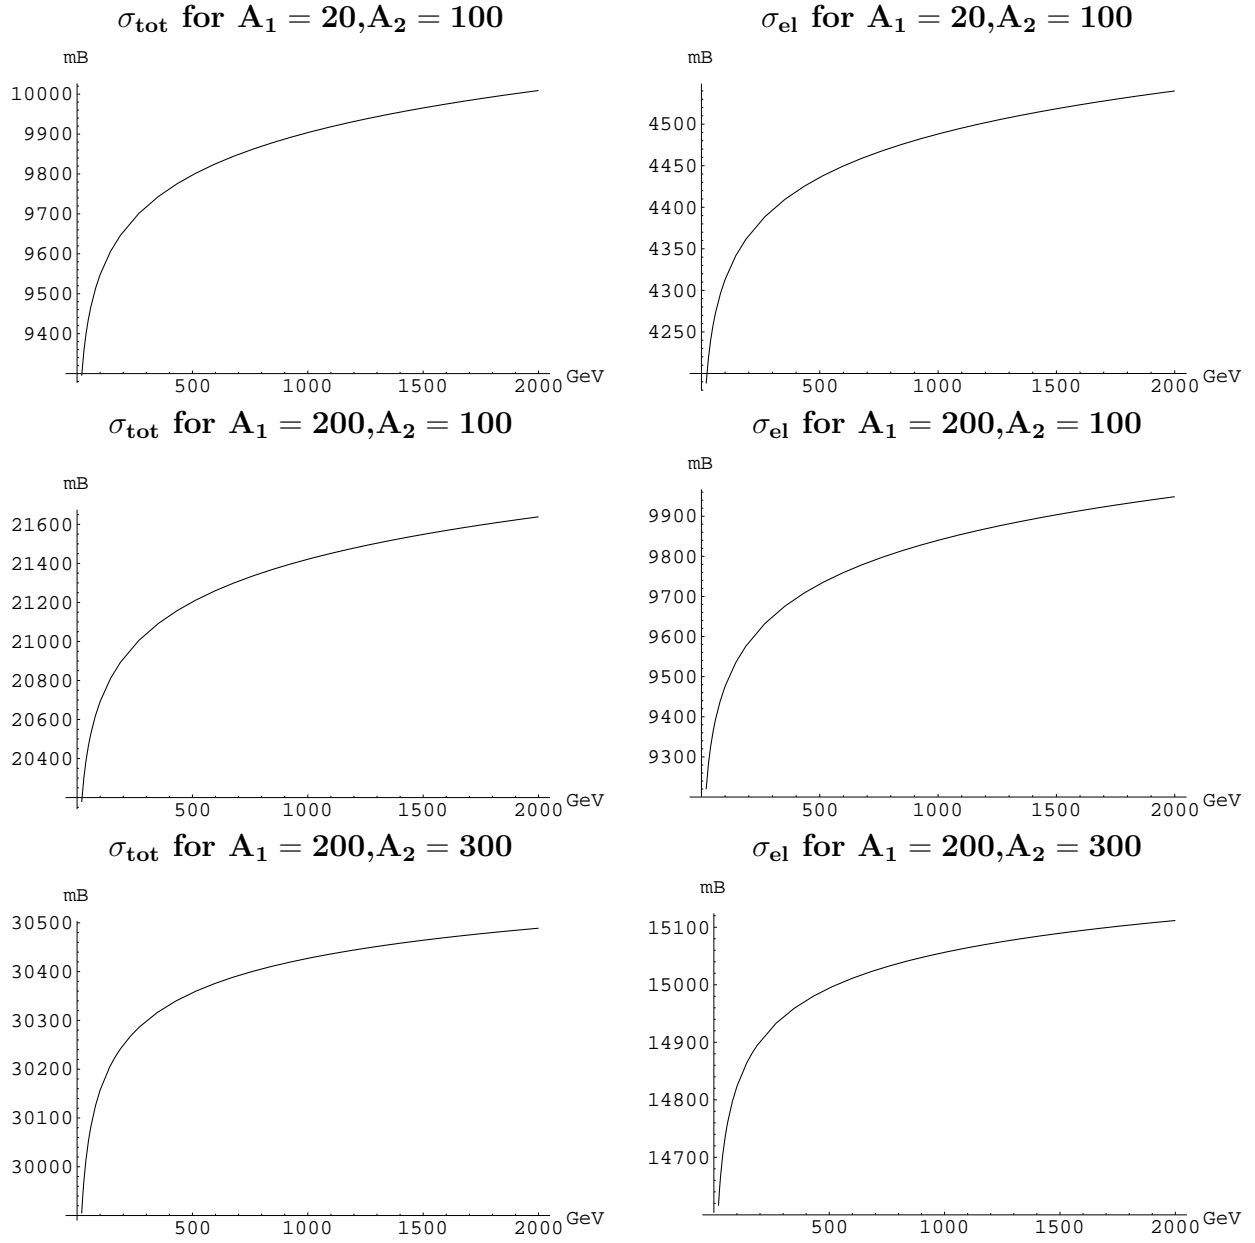 σtot for A1 = 20,A2 = 100
mB
10000
9900
9800
9700
9600
9500
9400
500 1000 1500 2000 GeV
σel for A1 = 20,A2 = 100
mB
4500
4450
4400
4350
4300
4250
500 1000 1500 2000 GeV
σtot for A1 = 200,A2 = 100
mB
21600
21400
21200
21000
20800
20600
20400
500 1000 1500 2000 GeV
σel for A1 = 200,A2 = 100
mB
9900
9800
9700
9600
9500
9400
9300
500 1000 1500 2000 GeV
σtot for A1 = 200,A2 = 300
mB
30500
30400
30300
30200
30100
30000
500 1000 1500 2000 GeV
σel for A1 = 200,A2 = 300
mB
15100
15000
14900
14800
14700
500 1000 1500 2000 GeV